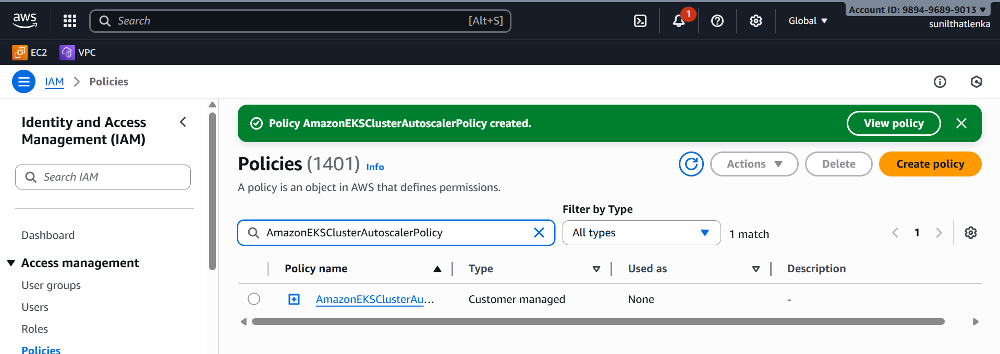 aws
Search [Alt+S]
1
Global
Account ID: 9894-9689-9013
sunilthatlenka
EC2 VPC
IAM Policies
Identity and Access
Management (IAM)
Search IAM
Dashboard
Access management
User groups
Users
Roles
Policies
Policy AmazonEKSClusterAutoscalerPolicy created.
View policy
Policies (1401) Info
Actions Delete Create policy
A policy is an object in AWS that defines permissions.
Filter by Type
AmazonEKSClusterAutoscalerPolicy All types 1 match 1
Policy name Type Used as Description
AmazonEKSClusterAu... Customer managed None -